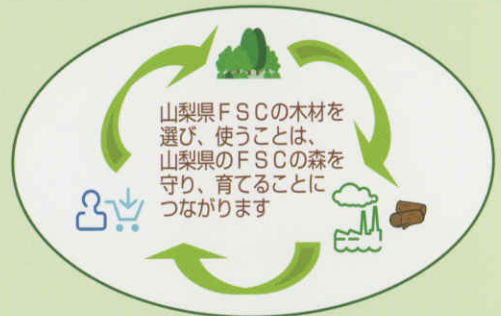 山梨県ＦＳＣの木材を
選び、使うことは、
山梨県のＦＳＣの森を
守り、育てることに
つながります